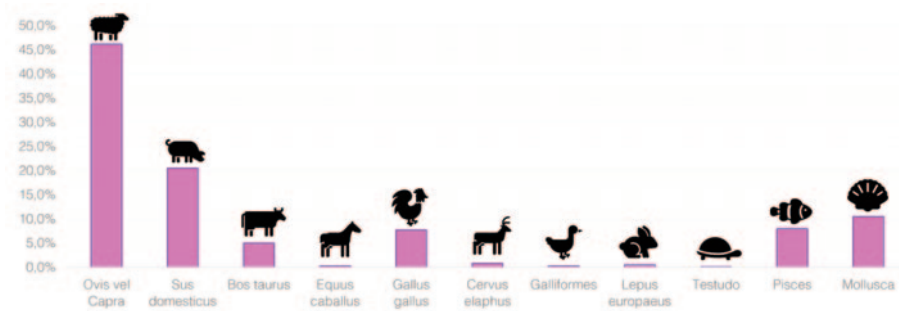 50,0%
45,0%
40,0%
35,0%
30,0%
25,0%
20,0%
15,0%
10,0%
5,0%
0,0%
Ovis vel
Capra
Sus
domesticus
Bos taurus
Equus
caballus
Gallus
gallus
Cervus
elaphus
Galliformes
Lepus
europaeus
Testudo
Pisces
Mollusca